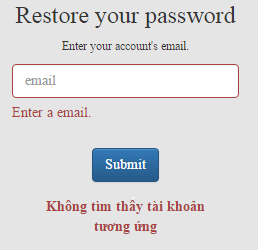 Restore your password
Enter your account's email.
email
Enter a email.
Submit
Không tìm thấy tài khoản
tương ứng